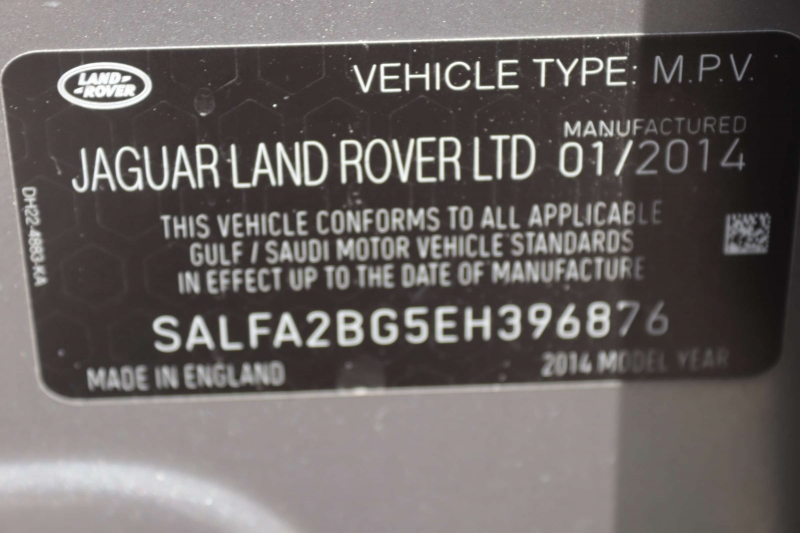 LAND-
-ROVER
VEHICLE TYPE: M.P.V.
MANUFACTURED
JAGUAR LAND ROVER LTD 01/2014
THIS VEHICLE CONFORMS TO ALL APPLICABLE
GULF / SAUDI MOTOR VEHICLE STANDARDS
IN EFFECT UP TO THE DATE OF MANUFACTURE
SALFA2BG5EH396876
MADE IN ENGLAND 2014 MODEL YEAR
DH22-4883-KA